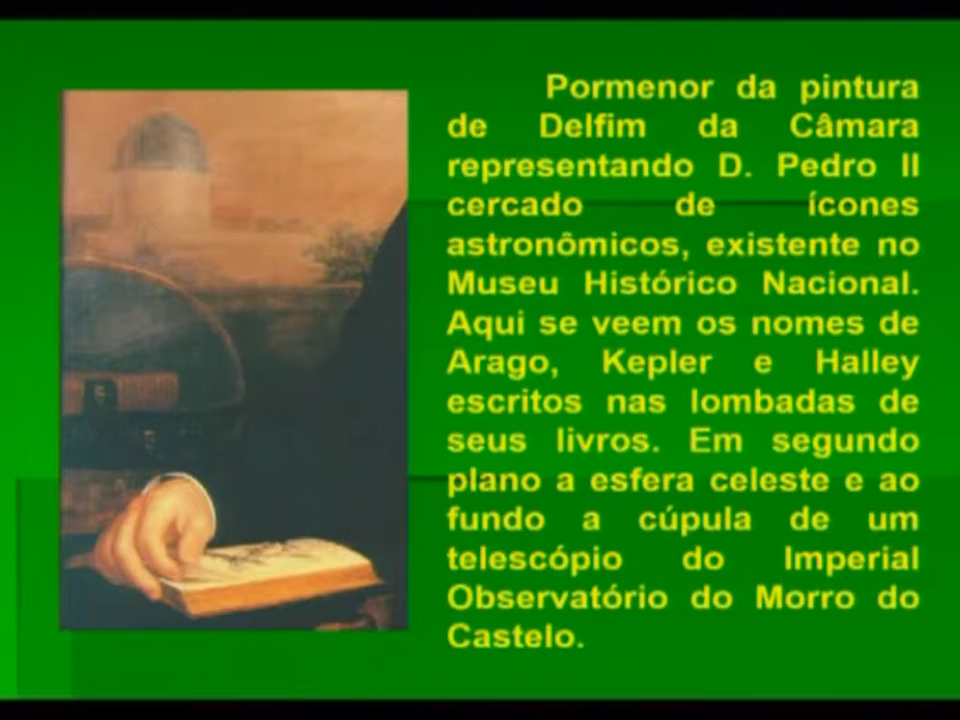 Pormenor da pintura
de Delfim da Câmara
representando D. Pedro II
cercado de ícones
astronômicos, existente no
Museu Histórico Nacional.
Aqui se veem os nomes de
Arago, Kepler e Halley
escritos nas lombadas de
seus livros. Em segundo
plano a esfera celeste e ao
fundo a cúpula de um
telescópio do Imperial
Observatório do Morro do
Castelo.